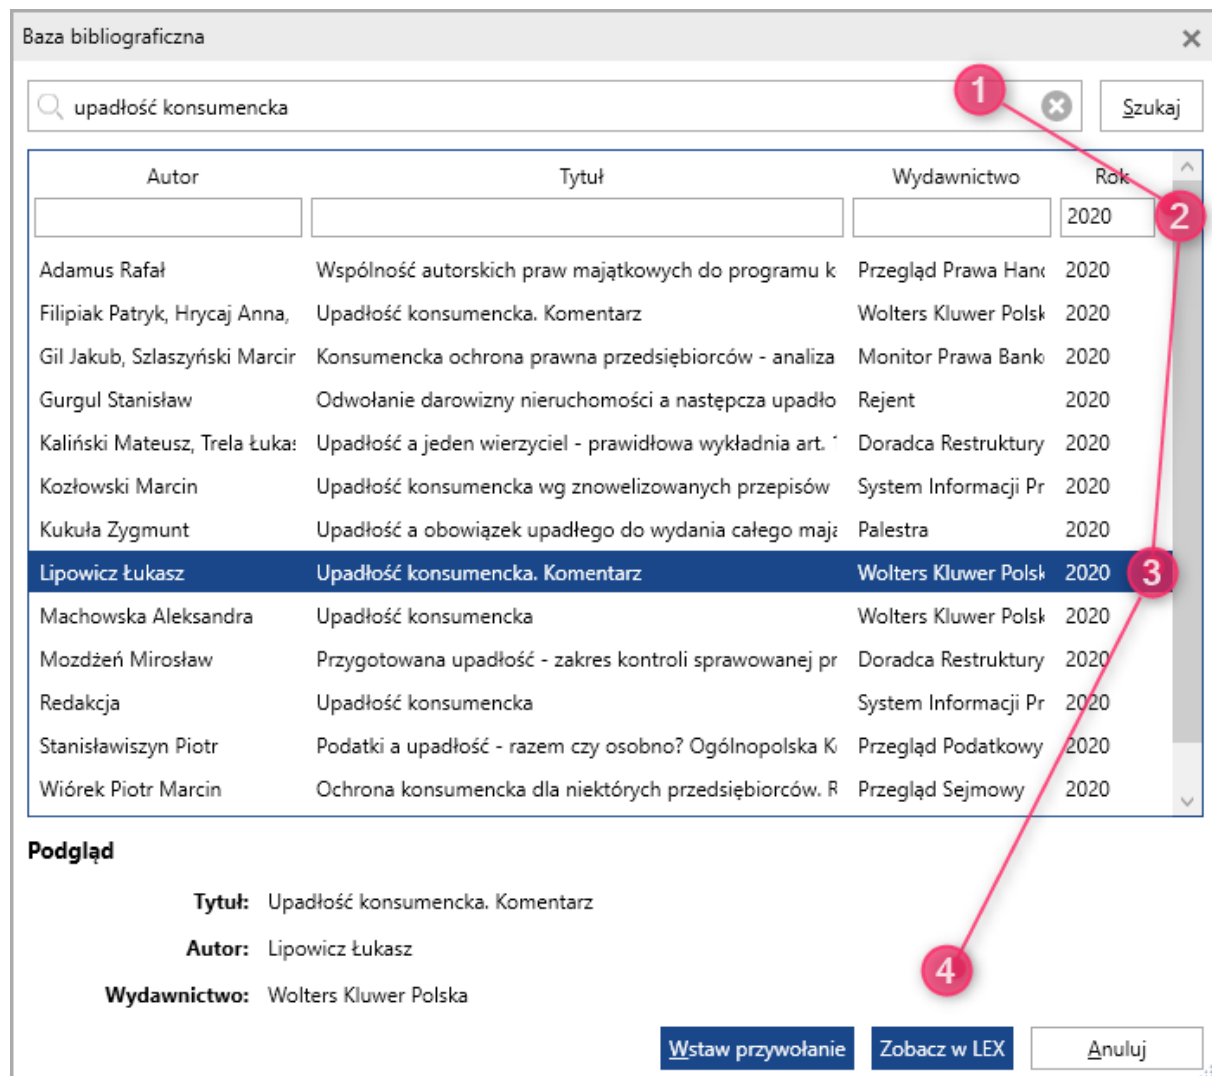 Baza bibliograficzna
upadłość konsumencka 1 Szukaj
Autor Tytuł Wydawnictwo Rok
2020 2
Adamus Rafał Wspólność autorskich praw majątkowych do programu k Przegląd Prawa Hand 2020
Filipiak Patryk, Hrycaj Anna, Upadłość konsumencka. Komentarz Wolters Kluwer Polsk 2020
Gil Jakub, Szlaszyński Marcin Konsumencka ochrona prawna przedsiębiorców - analiza Monitor Prawa Bank 2020
Gurgul Stanisław Odwołanie darowizny nieruchomości a następcza upadło Rejent 2020
Kaliński Mateusz, Trela Łukas Upadłość a jeden wierzyciel - prawidłowa wykładnia art. 1 Doradca Restruktury 2020
Kozłowski Marcin Upadłość konsumencka wg znowelizowanych przepisów System Informacji Pr 2020
Kukuła Zygmunt Upadłość a obowiązek upadłego do wydania całego mają Palestra 2020
Lipowicz Łukasz Upadłość konsumencka. Komentarz Wolters Kluwer Polsk 2020 3
Machowska Aleksandra Upadłość konsumencka Wolters Kluwer Polsk 2020
Mozdżeń Mirosław Przygotowana upadłość - zakres kontroli sprawowanej pr Doradca Restruktury 2020
Redakcja Upadłość konsumencka System Informacji Pr 2020
Stanisławiszyn Piotr Podatki a upadłość - razem czy osobno? Ogólnopolska K Przegląd Podatkowy 2020
Wiórek Piotr Marcin Ochrona konsumencka dla niektórych przedsiębiorców. R Przegląd Sejmowy 2020
Podgląd
Tytuł: Upadłość konsumencka. Komentarz
Autor: Lipowicz Łukasz
4
Wydawnictwo: Wolters Kluwer Polska
Wstaw przywołanie Zobacz w LEX Anuluj